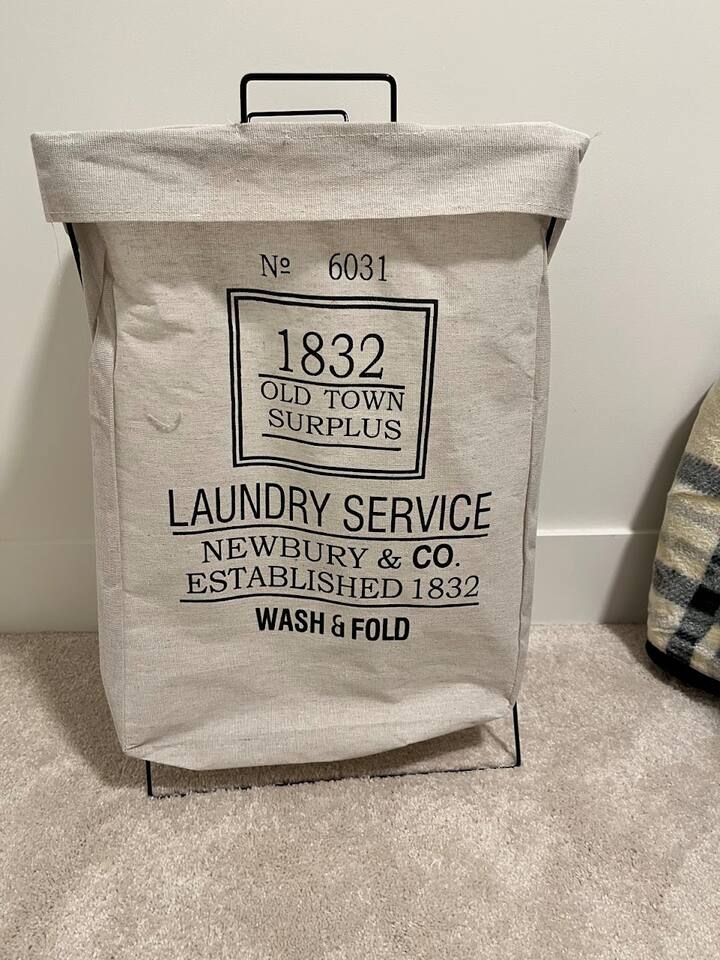 Nº 6031
1832
OLD TOWN
SURPLUS
LAUNDRY SERVICE
NEWBURY & CO.
ESTABLISHED 1832
WASH & FOLD